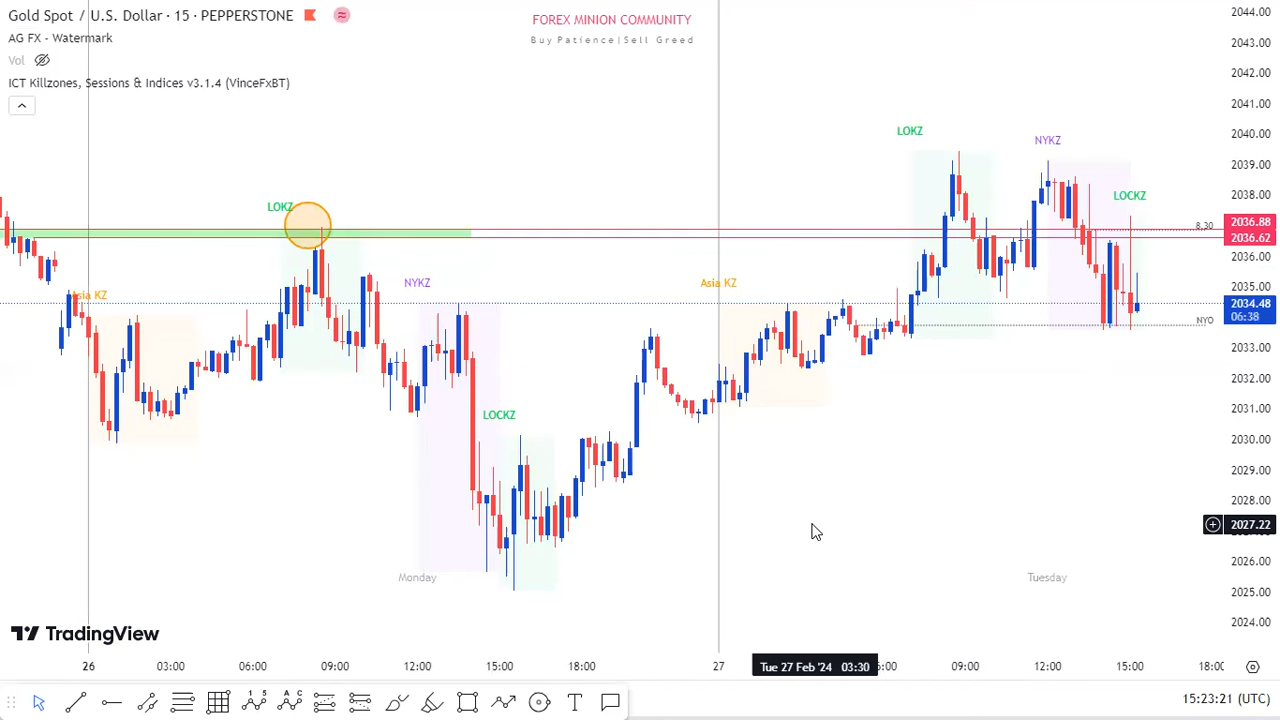 Gold Spot / U.S. Dollar · 15 · PEPPERSTONE
FOREX MINION COMMUNITY
Buy Patience|Sell Greed
AG FX - Watermark
Vol
ICT Killzones, Sessions & Indices v3.1.4 (VinceFxBT)
LOKZ
NYKZ
LOCKZ
LOKZ
Asia KZ
NYKZ
Asia KZ
LOCKZ
8.30
NYO
Monday
Tuesday
TradingView
2044.00
2043.00
2042.00
2041.00
2040.00
2039.00
2038.00
2036.88
2036.62
2036.00
2035.00
2034.48
06:38
2033.00
2032.00
2031.00
2030.00
2029.00
2028.00
2027.22
2026.00
2025.00
2024.00
26
03:00
06:00
09:00
12:00
15:00
18:00
27
Tue 27 Feb '24 03:30
09:00
12:00
15:00
15:23:21 (UTC)